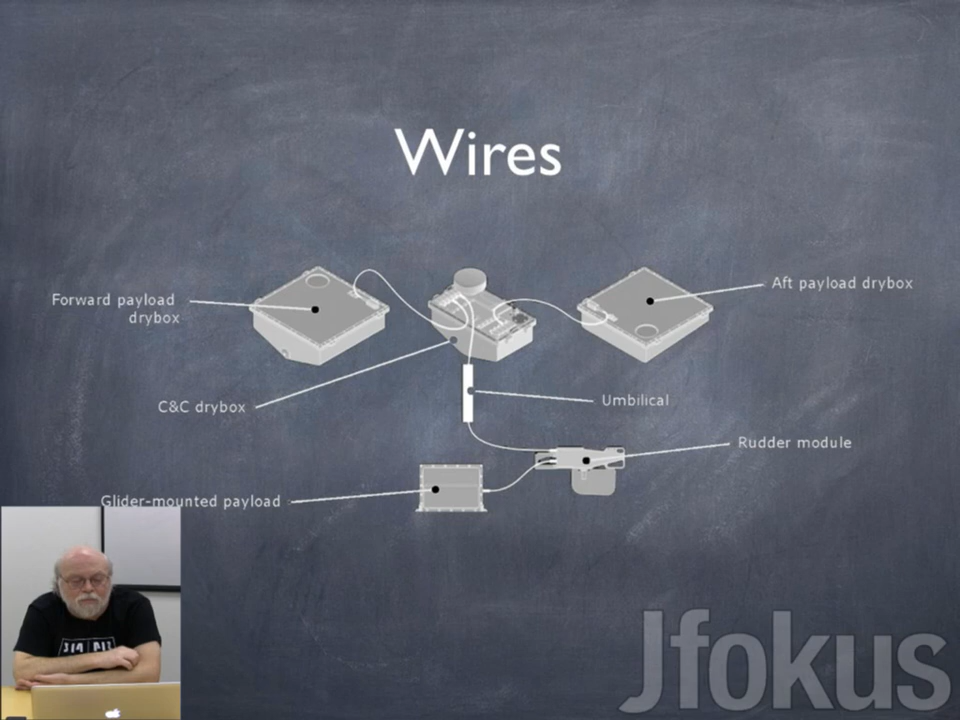 Wires
Forward payload
drybox
Aft payload drybox
C&C drybox
Umbilical
Rudder module
Glider-mounted payload
Jfokus